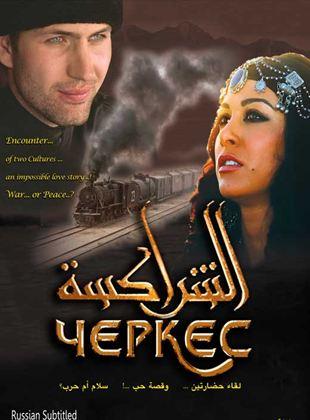 Encounter...
of two Cultures ...
an impossible love story..!
War... or Peace..?
الشراكسة
ЧЕРКЕС
لقاء حضارتين ... وقصة حب ...! سلام أم حرب؟
Russian Subtitled